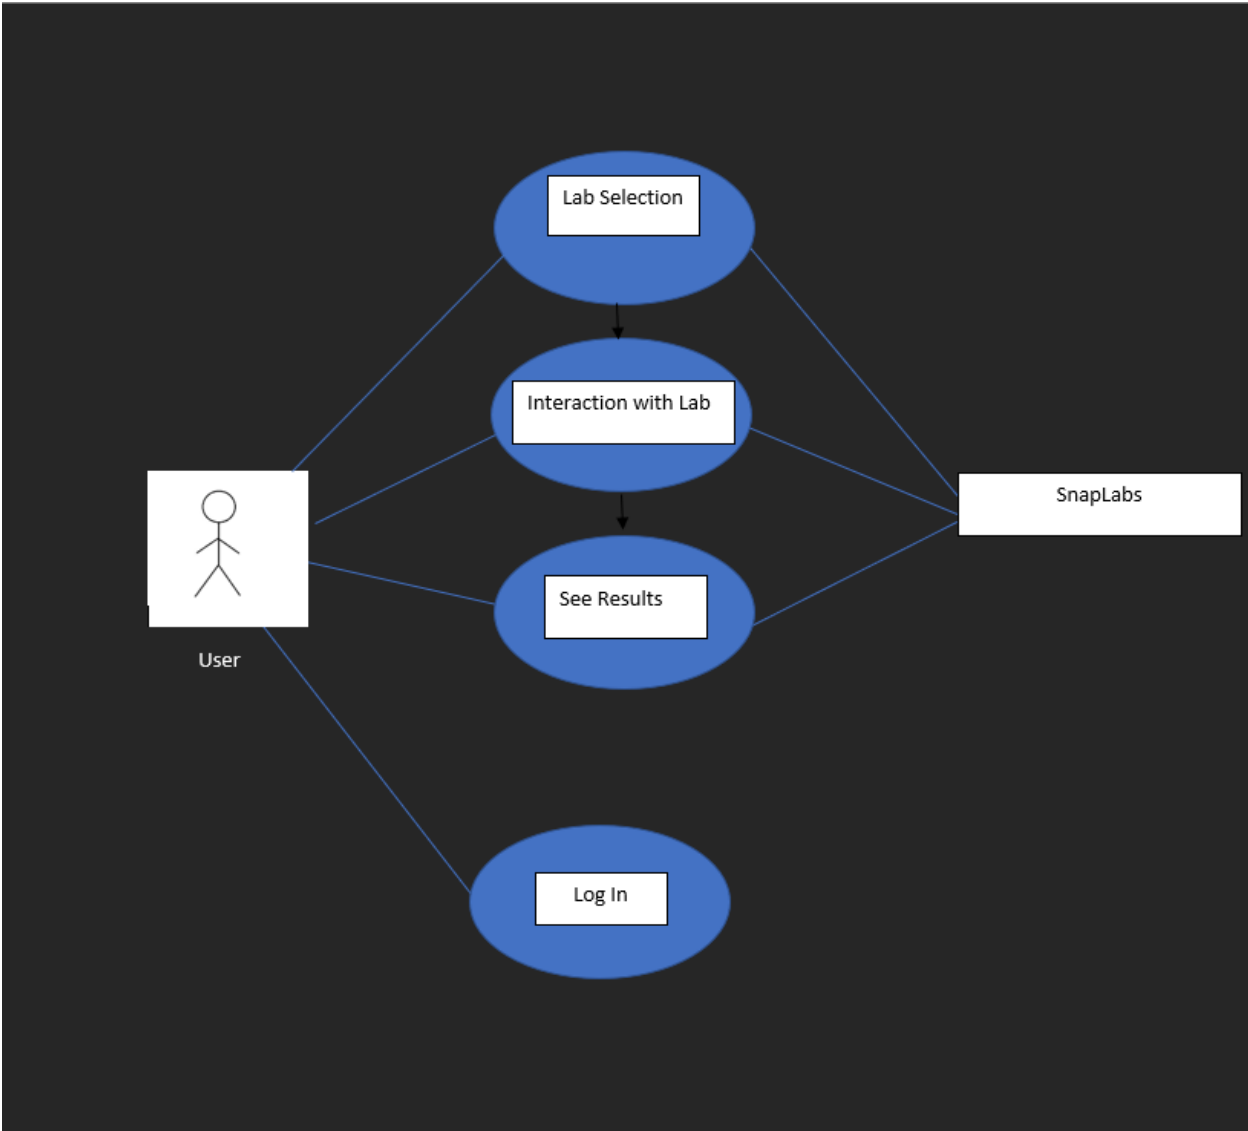 Lab Selection
Interaction with Lab
SnapLabs
See Results
User
Log In